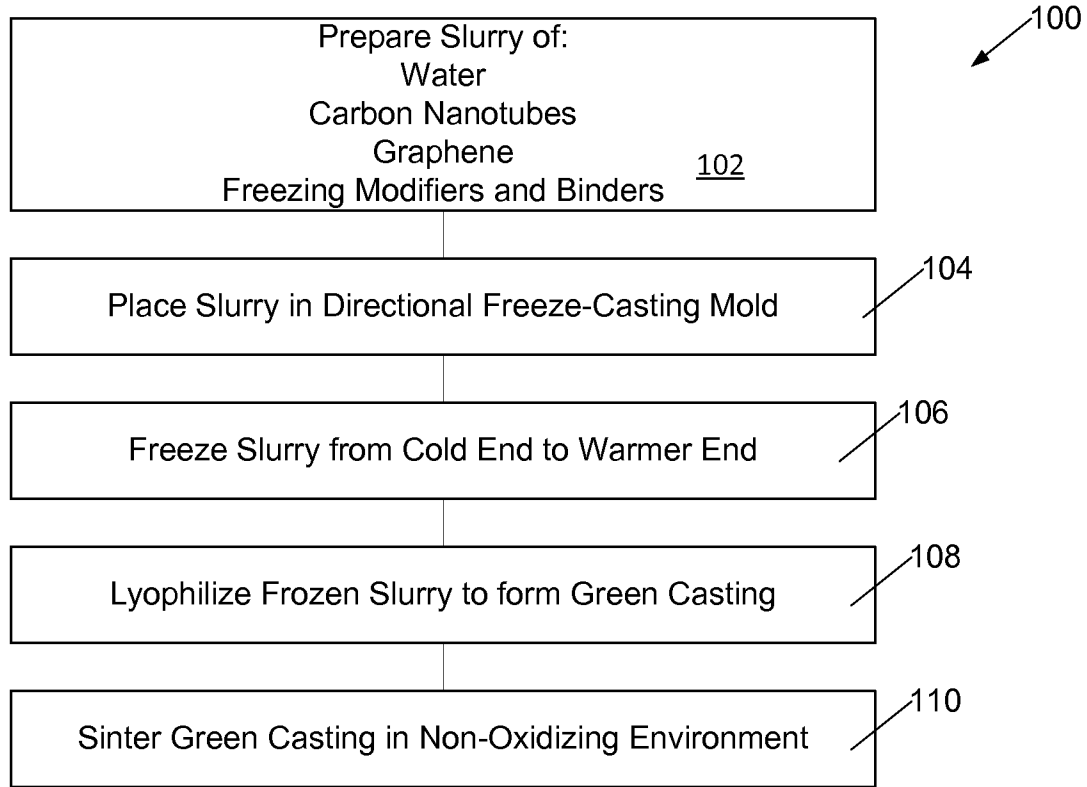 100
Prepare Slurry of:
Water
Carbon Nanotubes
Graphene
102
Freezing Modifiers and Binders
104
Place Slurry in Directional Freeze-Casting Mold
106
Freeze Slurry from Cold End to Warmer End
108
Lyophilize Frozen Slurry to form Green Casting
110
Sinter Green Casting in Non-Oxidizing Environment